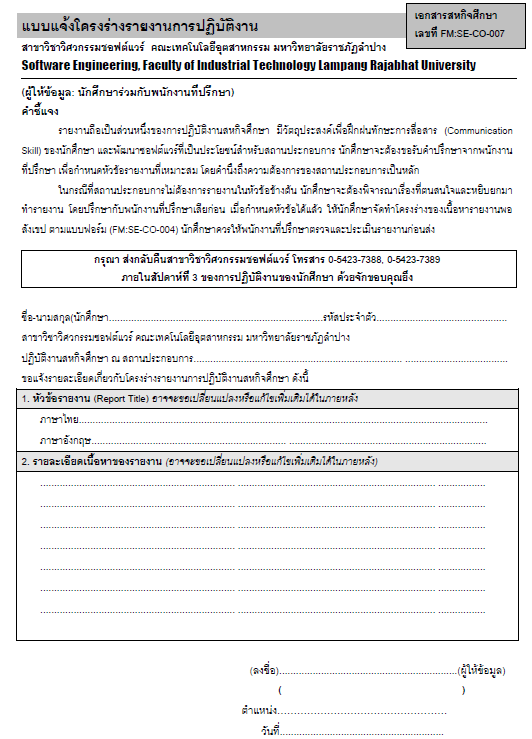 เอกสารสหกิจศึกษา
เลขที่ FM:SE-CO-007
แบบแจ้งโครงร่างรายงานการปฏิบัติงาน
สาขาวิชาวิศวกรรมซอฟต์แวร์ คณะเทคโนโลยีอุตสาหกรรม มหาวิทยาลัยราชภัฏลำปาง
Software Engineering, Faculty of Industrial Technology Lampang Rajabhat University
(ผู้ให้ข้อมูล: นักศึกษาร่วมกับพนักงานที่ปรึกษา)
คำชี้แจง
รายงานถือเป็นส่วนหนึ่งของการปฏิบัติงานสหกิจศึกษา มีวัตถุประสงค์เพื่อฝึกฝนทักษะการสื่อสาร (Communication
Skill) ของนักศึกษา และพัฒนาซอฟต์แวร์ที่เป็นประโยชน์สำหรับสถานประกอบการ นักศึกษาจะต้องขอรับคำปรึกษาจากพนักงาน
ที่ปรึกษา เพื่อกำหนดหัวข้อรายงานที่เหมาะสม โดยคำนึงถึงความต้องการของสถานประกอบการเป็นหลัก
ในกรณีที่สถานประกอบการไม่ต้องการรายงานในหัวข้อข้างต้น นักศึกษาจะต้องพิจารณาเรื่องที่ตนสนใจและหยิบยกมา
ทำรายงาน โดยปรึกษากับพนักงานที่ปรึกษาเสียก่อน เมื่อกำหนดหัวข้อได้แล้ว ให้นักศึกษาจัดทำโครงร่างของเนื้อหารายงานพอ
สังเขป ตามแบบฟอร์ม (FM:SE-CO-004) นักศึกษาควรให้พนักงานที่ปรึกษาตรวจและประเมินรายงานก่อนส่ง
กรุณา ส่งกลับคืนสาขาวิชาวิศวกรรมซอฟต์แวร์ โทรสาร 0-5423-7388, 0-5423-7389
ภายในสัปดาห์ที่ 3 ของการปฏิบัติงานของนักศึกษา ด้วยจักขอบคุณยิ่ง
ชื่อ-นามสกุล(นักศึกษา.....................................................รหัสประจำตัว.....................................
สาขาวิชาวิศวกรรมซอฟต์แวร์ คณะเทคโนโลยีอุตสาหกรรม มหาวิทยาลัยราชภัฏลำปาง
ปฏิบัติงานสหกิจศึกษา ณ สถานประกอบการ.....................................................................
ขอแจ้งรายละเอียดเกี่ยวกับโครงร่างรายงานการปฏิบัติงานสหกิจศึกษา ดังนี้
1. หัวข้อรายงาน (Report Title) อาจจะขอเปลี่ยนแปลงหรือแก้ไขเพิ่มเติมได้ในภายหลัง
ภาษาไทย.....................................................................
ภาษาอังกฤษ.....................................................................
2. รายละเอียดเนื้อหาของรายงาน (อาจจะขอเปลี่ยนแปลงหรือแก้ไขเพิ่มเติมได้ในภายหลัง)
(ลงชื่อ).....................................................(ผู้ให้ข้อมูล)
( )
ตำแหน่ง.....................................................
วันที่.....................................................